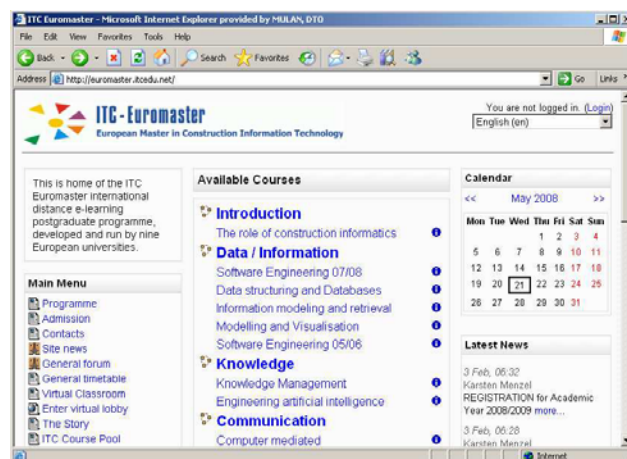 ITC Euromaster - Microsoft Internet Explorer provided by MULAN, DTO
File Edit View Favorites Tools Help
Back Search Favorites
Address http://euromaster.itcedu.net/ Go Links
ITC-Euromaster
European Master in Construction Information Technology
You are not logged in. (Login)
English (en)
This is home of the ITC
Euromaster international
distance e-learning
postgraduate programme,
developed and run by nine
European universities.
Main Menu
Programme
Admission
Contacts
Site news
General forum
General timetable
Virtual Classroom
Enter virtual lobby
The Story
ITC Course Pool
Available Courses
Introduction
The role of construction informatics
Data / Information
Software Engineering 07/08
Data structuring and Databases
Information modeling and retrieval
Modelling and Visualisation
Software Engineering 05/06
Knowledge
Knowledge Management
Engineering artificial intelligence
Communication
Computer mediated
Calendar
<< May 2008 >>
Mon Tue Wed Thu Fri Sat Sun
1 2 3 4
5 6 7 8 9 10 11
12 13 14 15 16 17 18
19 20 21 22 23 24 25
26 27 28 29 30 31
Latest News
3 Feb, 06:32
Karsten Menzel
REGISTRATION for Academic
Year 2008/2009 more...
3 Feb, 06:28
Karsten Menzel
Internet